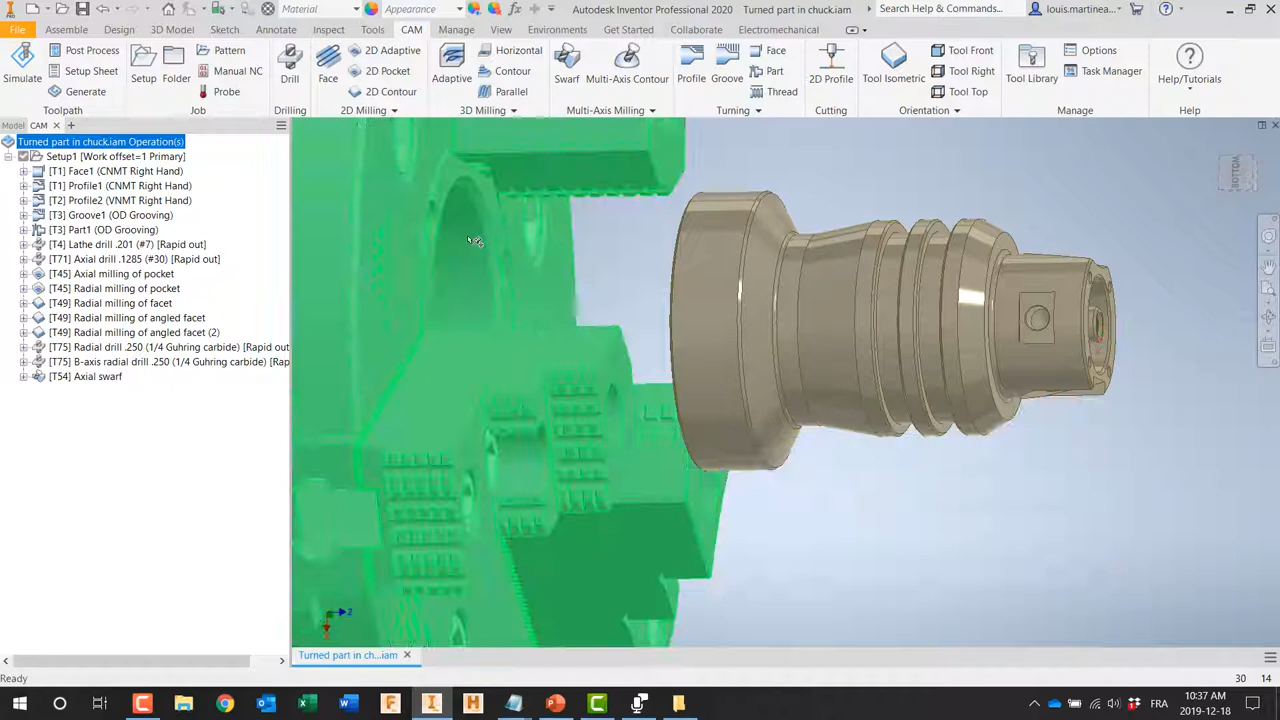 Material
Appearance
Autodesk Inventor Professional 2020 Turned part in chuck.iam
Search Help & Commands...
louis.martinea...
File Assemble Design 3D Model Sketch Annotate Inspect Tools CAM Manage View Environments Get Started Collaborate Electromechanical
Simulate
Post Process
Setup Sheet
Generate
Toolpath
Setup
Folder
Pattern
Manual NC
Probe
Job
Drill
Drilling
Face
2D Adaptive
2D Pocket
2D Contour
2D Milling
Adaptive
Horizontal
Contour
Parallel
3D Milling
Swarf
Multi-Axis Contour
Multi-Axis Milling
Profile
Groove
Face
Part
Thread
Turning
2D Profile
Cutting
Tool Isometric
Tool Front
Tool Right
Tool Top
Orientation
Tool Library
Options
Task Manager
Manage
Help/Tutorials
Help
Model CAM
Turned part in chuck.iam Operation(s)
Setup1 [Work offset=1 Primary]
[T1] Face1 (CNMT Right Hand)
[T1] Profile1 (CNMT Right Hand)
[T2] Profile2 (VNMT Right Hand)
[T3] Groove1 (OD Grooving)
[T3] Part1 (OD Grooving)
[T4] Lathe drill .201 (#7) [Rapid out]
[T71] Axial drill .1285 (#30) [Rapid out]
[T45] Axial milling of pocket
[T45] Radial milling of pocket
[T49] Radial milling of facet
[T49] Radial milling of angled facet
[T49] Radial milling of angled facet (2)
[T75] Radial drill .250 (1/4 Guhring carbide) [Rapid out
[T75] B-axis radial drill .250 (1/4 Guhring carbide) [Rap
[T54] Axial swarf
BOTTOM
Z
Turned part in ch...iam
Ready
30 14
FR
10:37 AM
2019-12-18